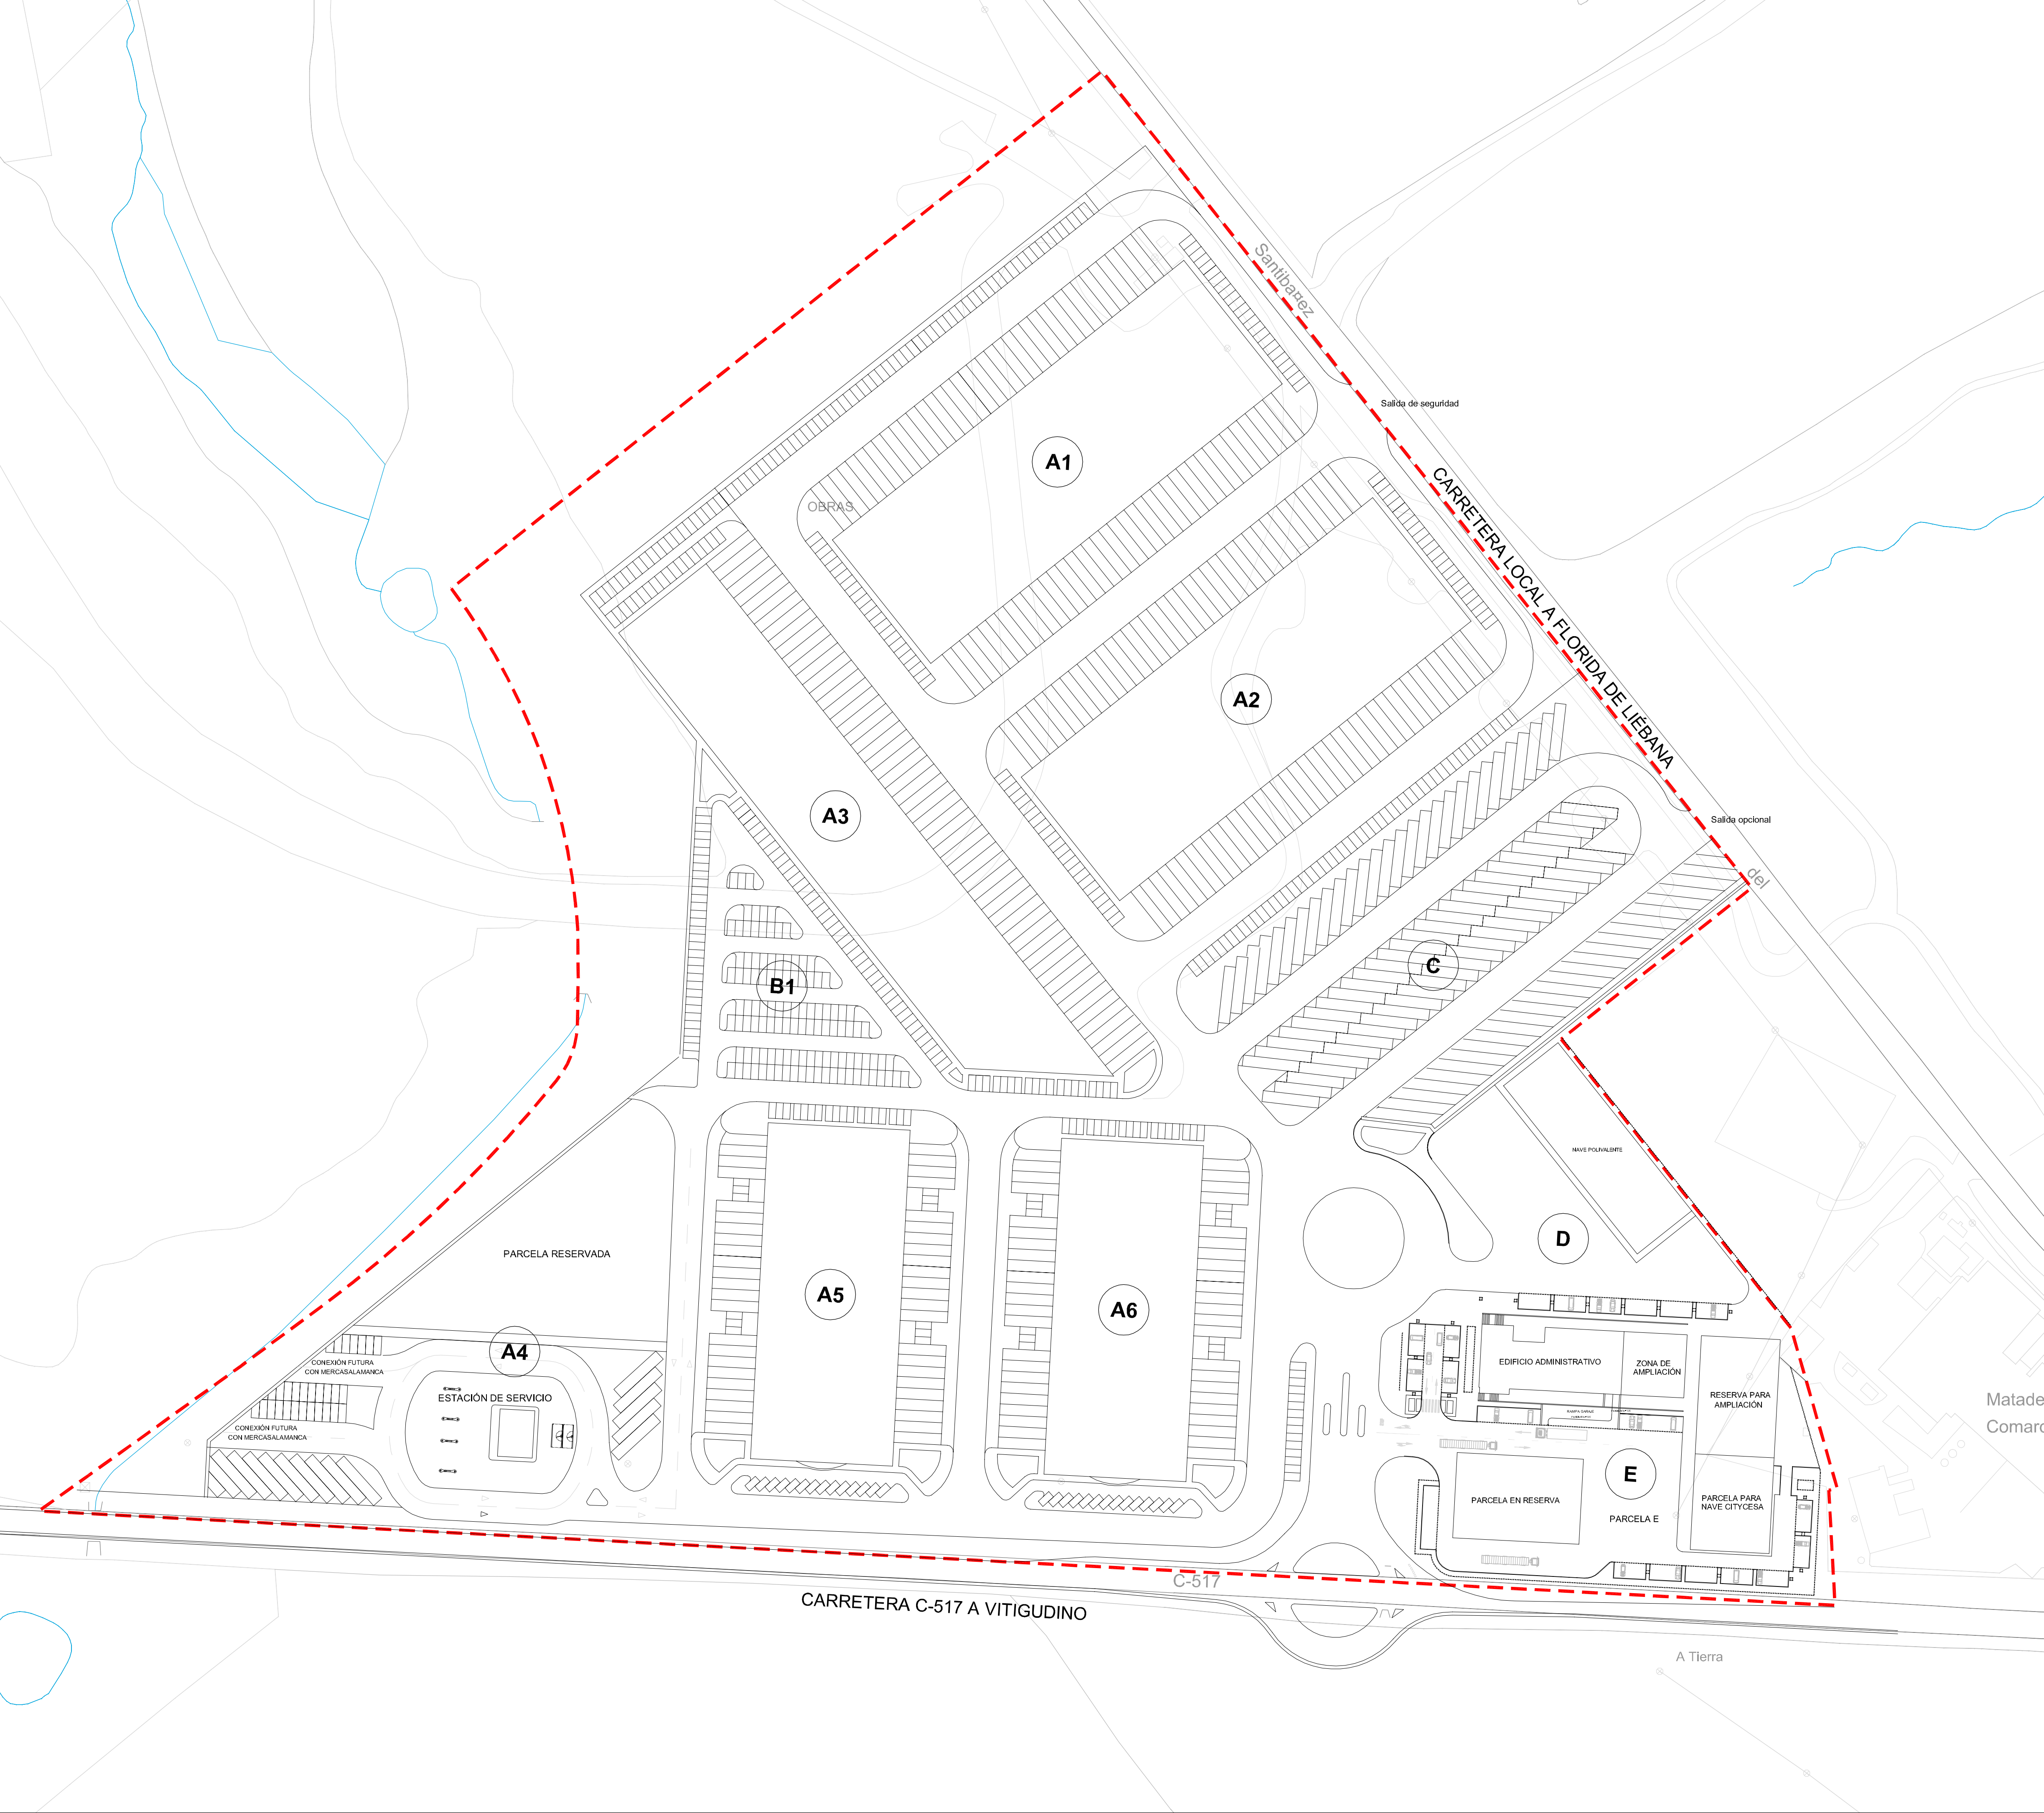 Santibañez
Salida de seguridad
A1
CARRETERA LOCAL A FLORIDA DE LIÉBANA
OBRAS
A2
A3
Salida opcional
del
C
B1
NAVE POLIVALENTE
D
PARCELA RESERVADA
A5
A6
A4
CONEXIÓN FUTURA
CON MERCASALAMANCA
EDIFICIO ADMINISTRATIVO
ZONA DE
AMPLIACIÓN
ESTACIÓN DE SERVICIO
RESERVA PARA
AMPLIACIÓN
Matade
Comarc
CONEXIÓN FUTURA
CON MERCASALAMANCA
E
PARCELA EN RESERVA
PARCELA PARA
NAVE CITYCESA
PARCELA E
C-517
CARRETERA C-517 A VITIGUDINO
A Tierra